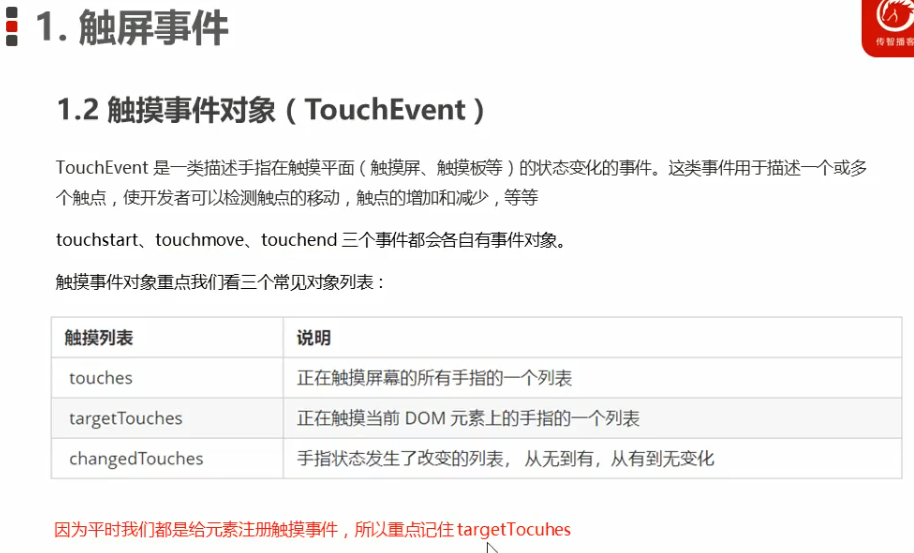 1. 触屏事件
传智播客
1.2 触摸事件对象（TouchEvent）
TouchEvent 是一类描述手指在触摸平面（触摸屏、触摸板等）的状态变化的事件。这类事件用于描述一个或多
个触点，使开发者可以检测触点的移动，触点的增加和减少，等等
touchstart、touchmove、touchend 三个事件都会各自有事件对象。
触摸事件对象重点我们看三个常见对象列表：
触摸列表 说明
touches 正在触摸屏幕的所有手指的一个列表
targetTouches 正在触摸当前 DOM 元素上的手指的一个列表
changedTouches 手指状态发生了改变的列表， 从无到有，从有到无变化
因为平时我们都是给元素注册触摸事件，所以重点记住 targetTocuhes